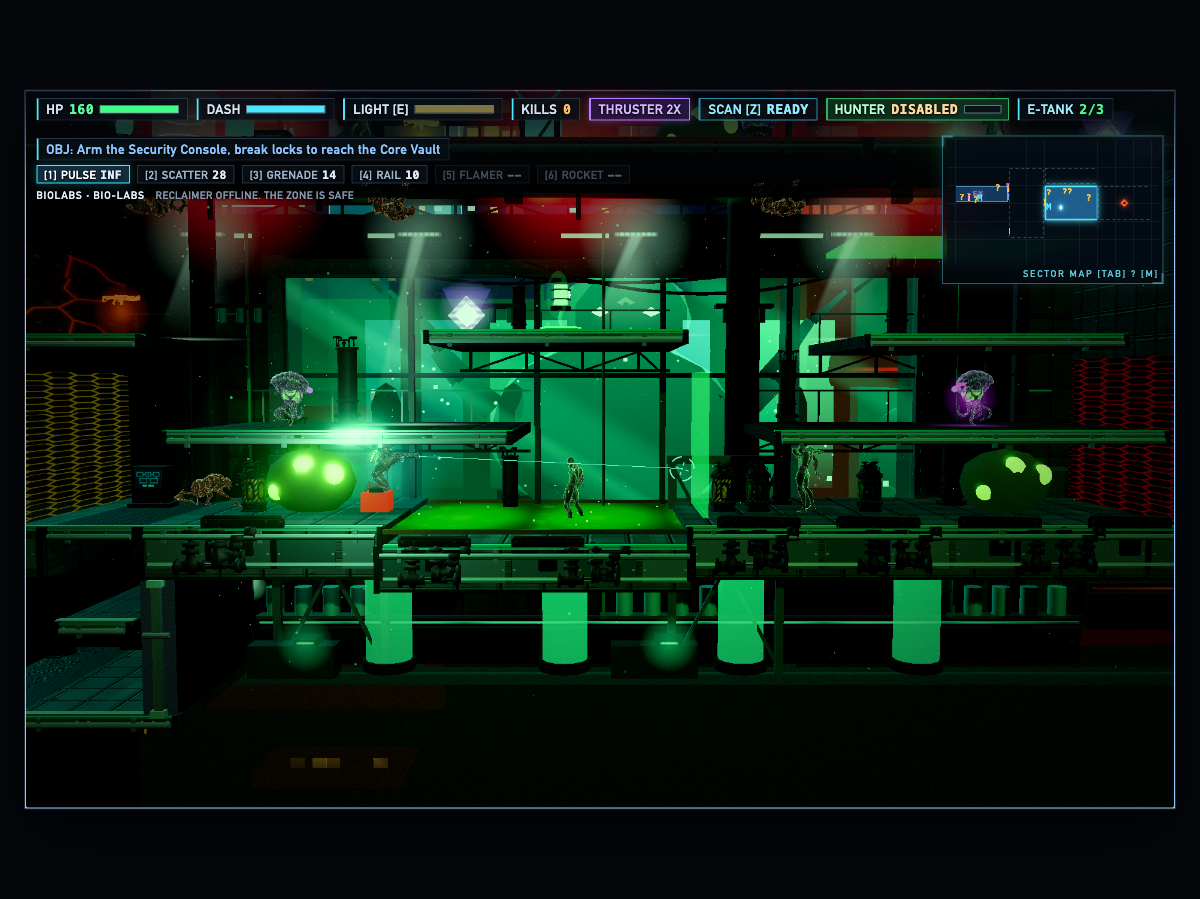 HP 160 DASH LIGHT [E] KILLS 0 THRUSTER 2X SCAN [Z] READY HUNTER DISABLED E-TANK 2/3
OBJ: Arm the Security Console, break locks to reach the Core Vault
[1] PULSE INF [2] SCATTER 28 [3] GRENADE 14 [4] RAIL 10 [5] FLAMER -- [6] ROCKET --
BIOLABS · BIO-LABS RECLAIMER OFFLINE. THE ZONE IS SAFE
? ? ? ?? ?
M
SECTOR MAP [TAB] ? [M]